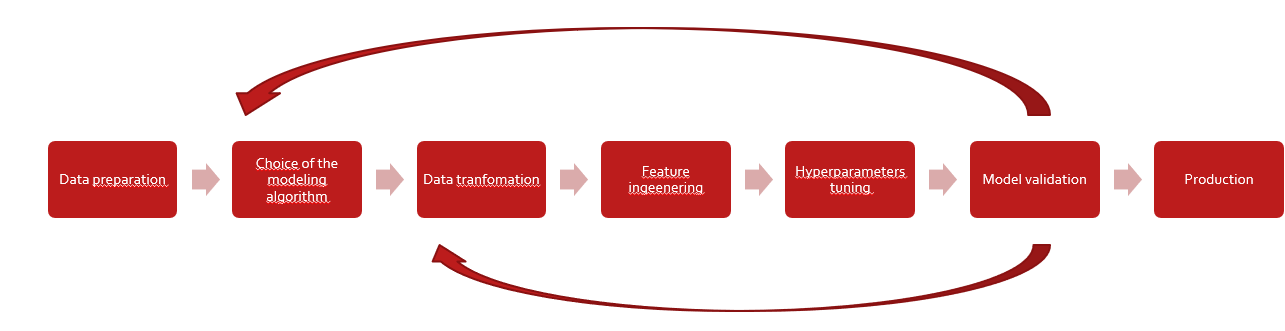 Data preparation
Choice of the
modeling
algorithm
Data tranfomation
Feature
ingeenering
Hyperparameters
tuning
Model validation
Production